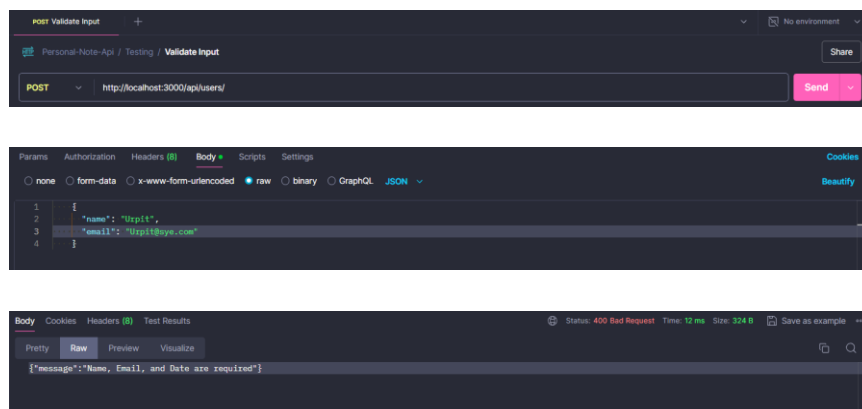 POST Validate Input +
No environment
Personal-Note-Api / Testing / Validate Input
Share
POST http://localhost:3000/api/users/ Send
Params Authorization Headers (8) Body Scripts Settings Cookies
none form-data x-www-form-urlencoded raw binary GraphQL JSON Beautify
1 {
2 "name": "Urpit",
3 "email": "Urpit@sye.com"
4 }
Body Cookies Headers (8) Test Results Status: 400 Bad Request Time: 12 ms Size: 324 B Save as example
Pretty Raw Preview Visualize
{"message":"Name, Email, and Date are required"}